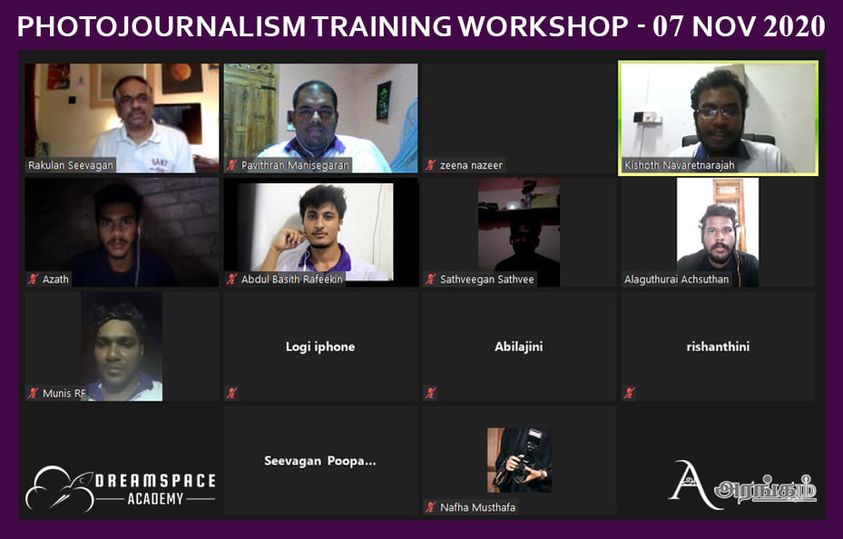 PHOTOJOURNALISM TRAINING WORKSHOP - 07 NOV 2020
Rakulan Seevagan
Pavithran Manisegaran
zeena nazeer
Kishoth Navaretnarajah
Azath
Abdul Basith Rafeekin
Sathveegan Sathvee
Alaguthurai Achsuthan
Munis RF
Logi iphone
Abilajini
rishanthini
Seevagan Poopa...
Nafha Musthafa
DREAMSPACE
ACADEMY
அரங்கம்